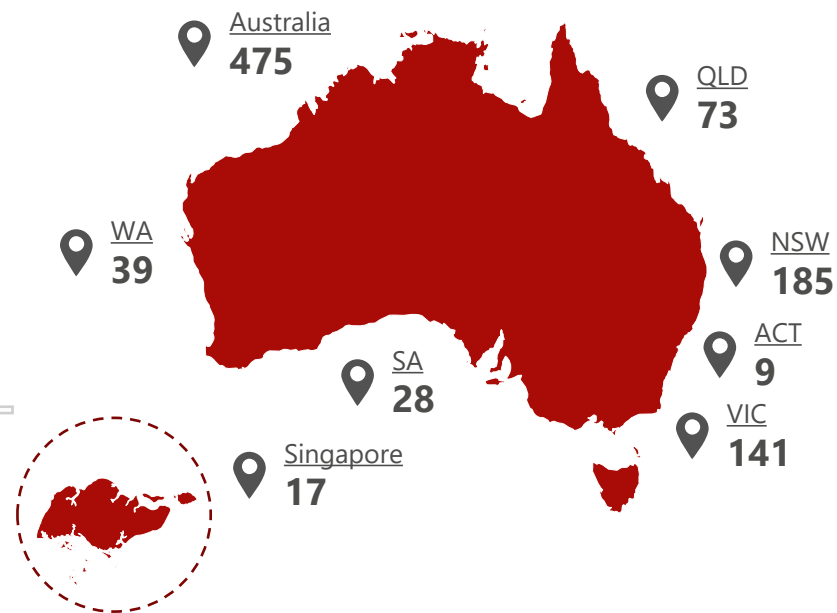 Australia
475
QLD
73
WA
39
NSW
185
ACT
9
SA
28
VIC
141
Singapore
17